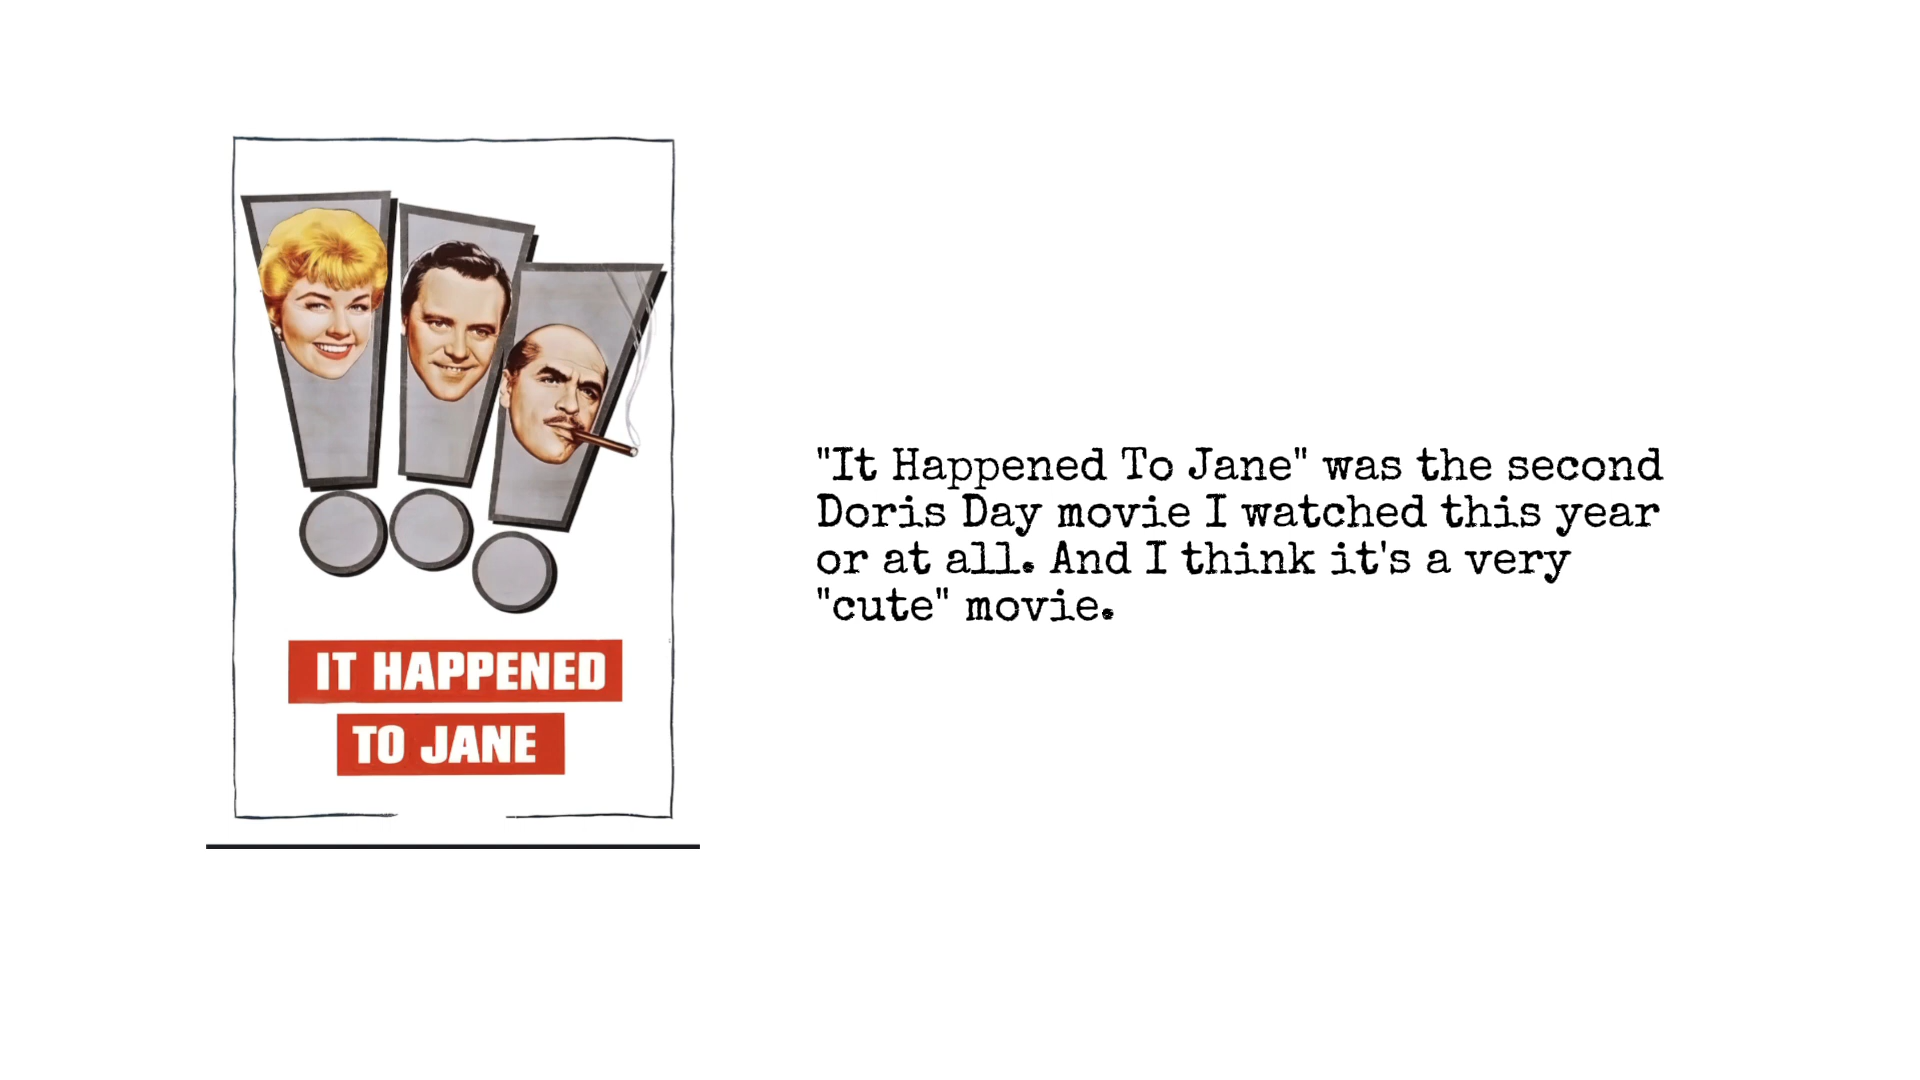 IT HAPPENED
TO JANE
"It Happened To Jane" was the second
Doris Day movie I watched this year
or at all. And I think it's a very
"cute" movie.